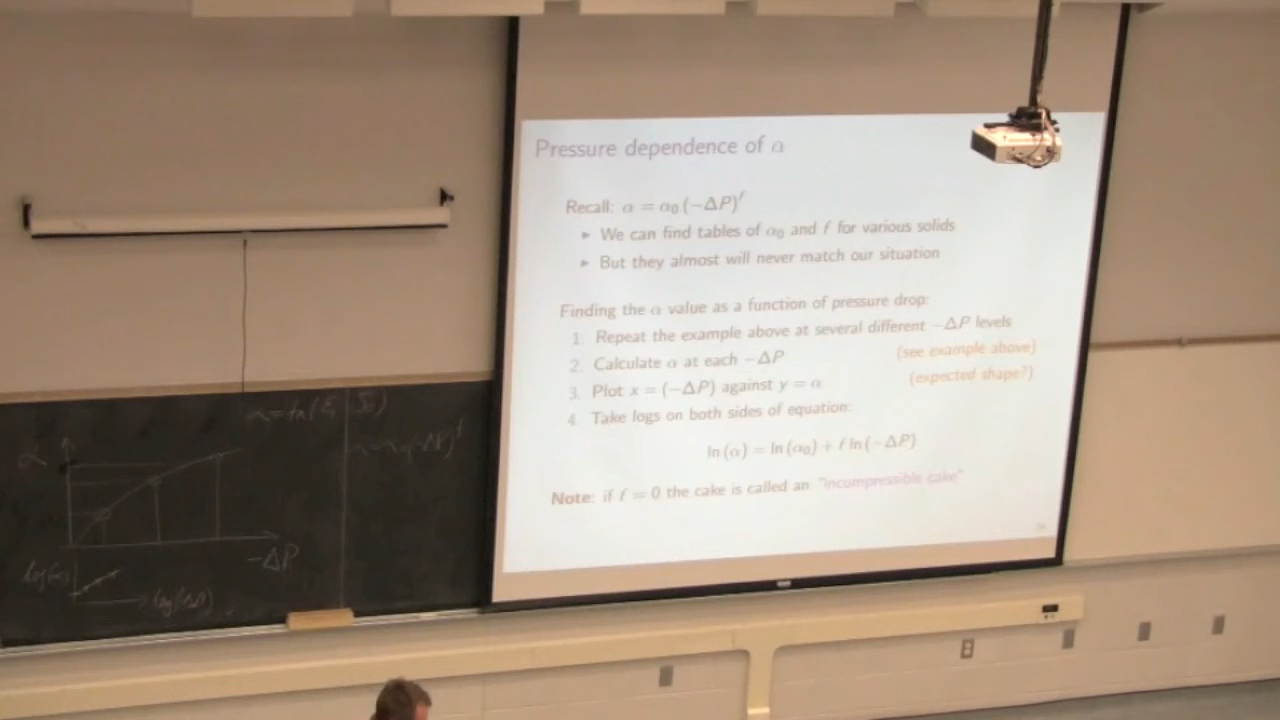 Pressure dependence of α
Recall: α = α₀ (−ΔP)ᶠ
▸ We can find tables of α₀ and f for various solids
▸ But they almost will never match our situation
Finding the α value as a function of pressure drop:
1. Repeat the example above at several different −ΔP levels
2. Calculate α at each −ΔP (see example above)
3. Plot x = (−ΔP) against y = α (expected shape?)
4. Take logs on both sides of equation:
ln (α) = ln (α₀) + f ln (−ΔP)
Note: if f = 0 the cake is called an "incompressible cake"
α
−ΔP